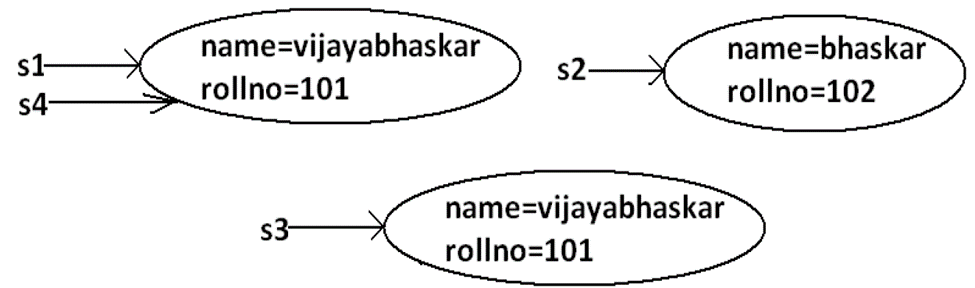 s1
name=vijayabhaskar
rollno=101
s4
s2
name=bhaskar
rollno=102
s3
name=vijayabhaskar
rollno=101